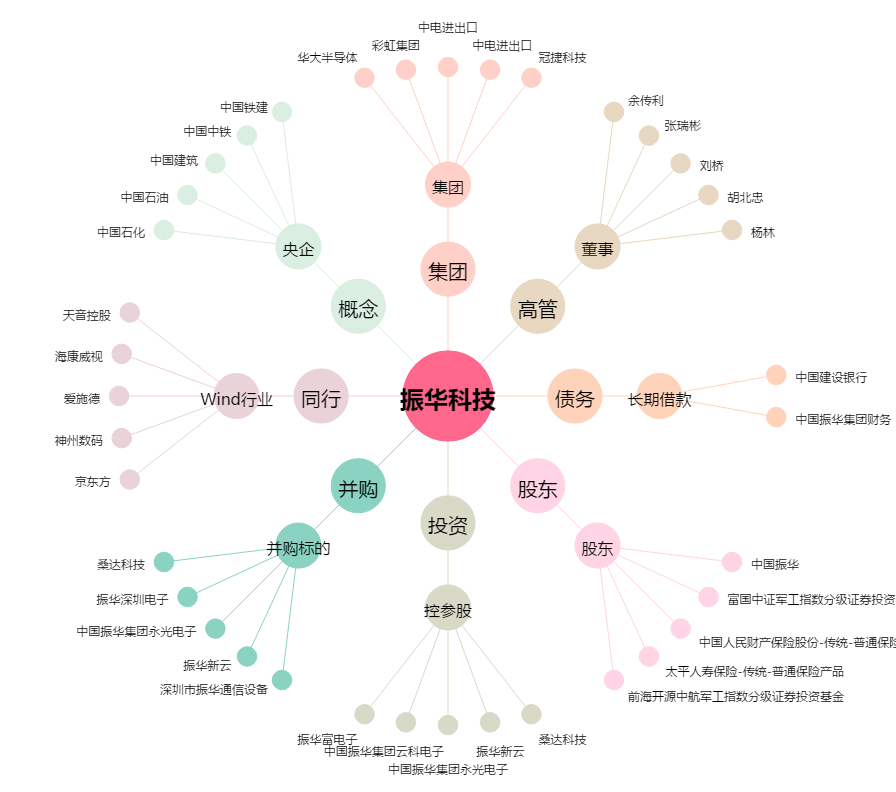 中电进出口
彩虹集团
中电进出口
华大半导体
冠捷科技
集团
集团
余传利
张瑞彬
刘桥
胡北忠
杨林
董事
高管
中国铁建
中国中铁
中国建筑
中国石油
中国石化
央企
概念
天音控股
海康威视
爱施德
神州数码
京东方
Wind行业
同行
振华科技
债务
长期借款
中国建设银行
中国振华集团财务
并购
并购标的
桑达科技
振华深圳电子
中国振华集团永光电子
振华新云
深圳市振华通信设备
投资
控参股
振华富电子
中国振华集团云科电子
中国振华集团永光电子
振华新云
桑达科技
股东
股东
中国振华
富国中证军工指数分级证券投资
中国人民财产保险股份-传统-普通保险
太平人寿保险-传统-普通保险产品
前海开源中航军工指数分级证券投资基金